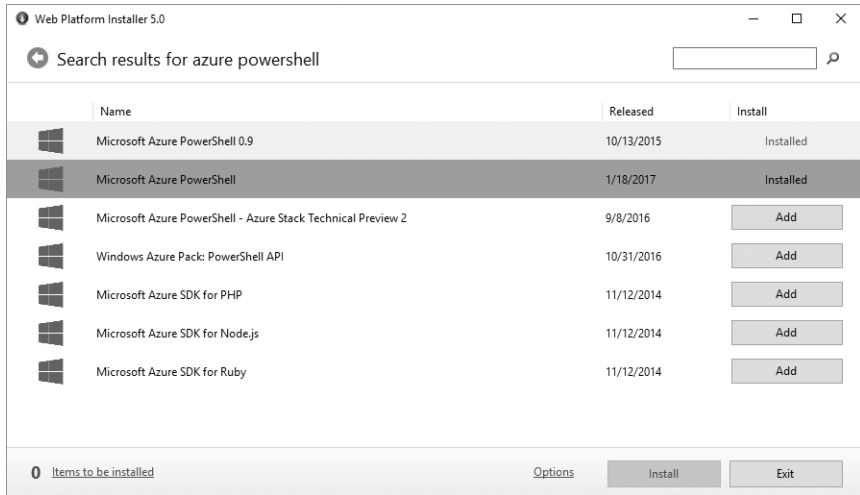 Web Platform Installer 5.0
Search results for azure powershell
Name Released Install
Microsoft Azure PowerShell 0.9 10/13/2015 Installed
Microsoft Azure PowerShell 1/18/2017 Installed
Microsoft Azure PowerShell - Azure Stack Technical Preview 2 9/8/2016 Add
Windows Azure Pack: PowerShell API 10/31/2016 Add
Microsoft Azure SDK for PHP 11/12/2014 Add
Microsoft Azure SDK for Node.js 11/12/2014 Add
Microsoft Azure SDK for Ruby 11/12/2014 Add
0 Items to be installed Options Install Exit